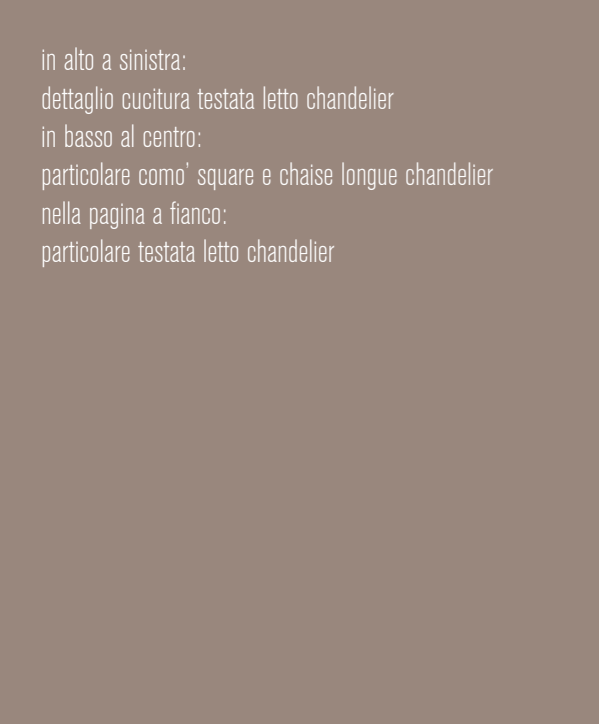 in alto a sinistra:
dettaglio cucitura testata letto chandelier
in basso al centro:
particolare como’ square e chaise longue chandelier
nella pagina a fianco:
particolare testata letto chandelier